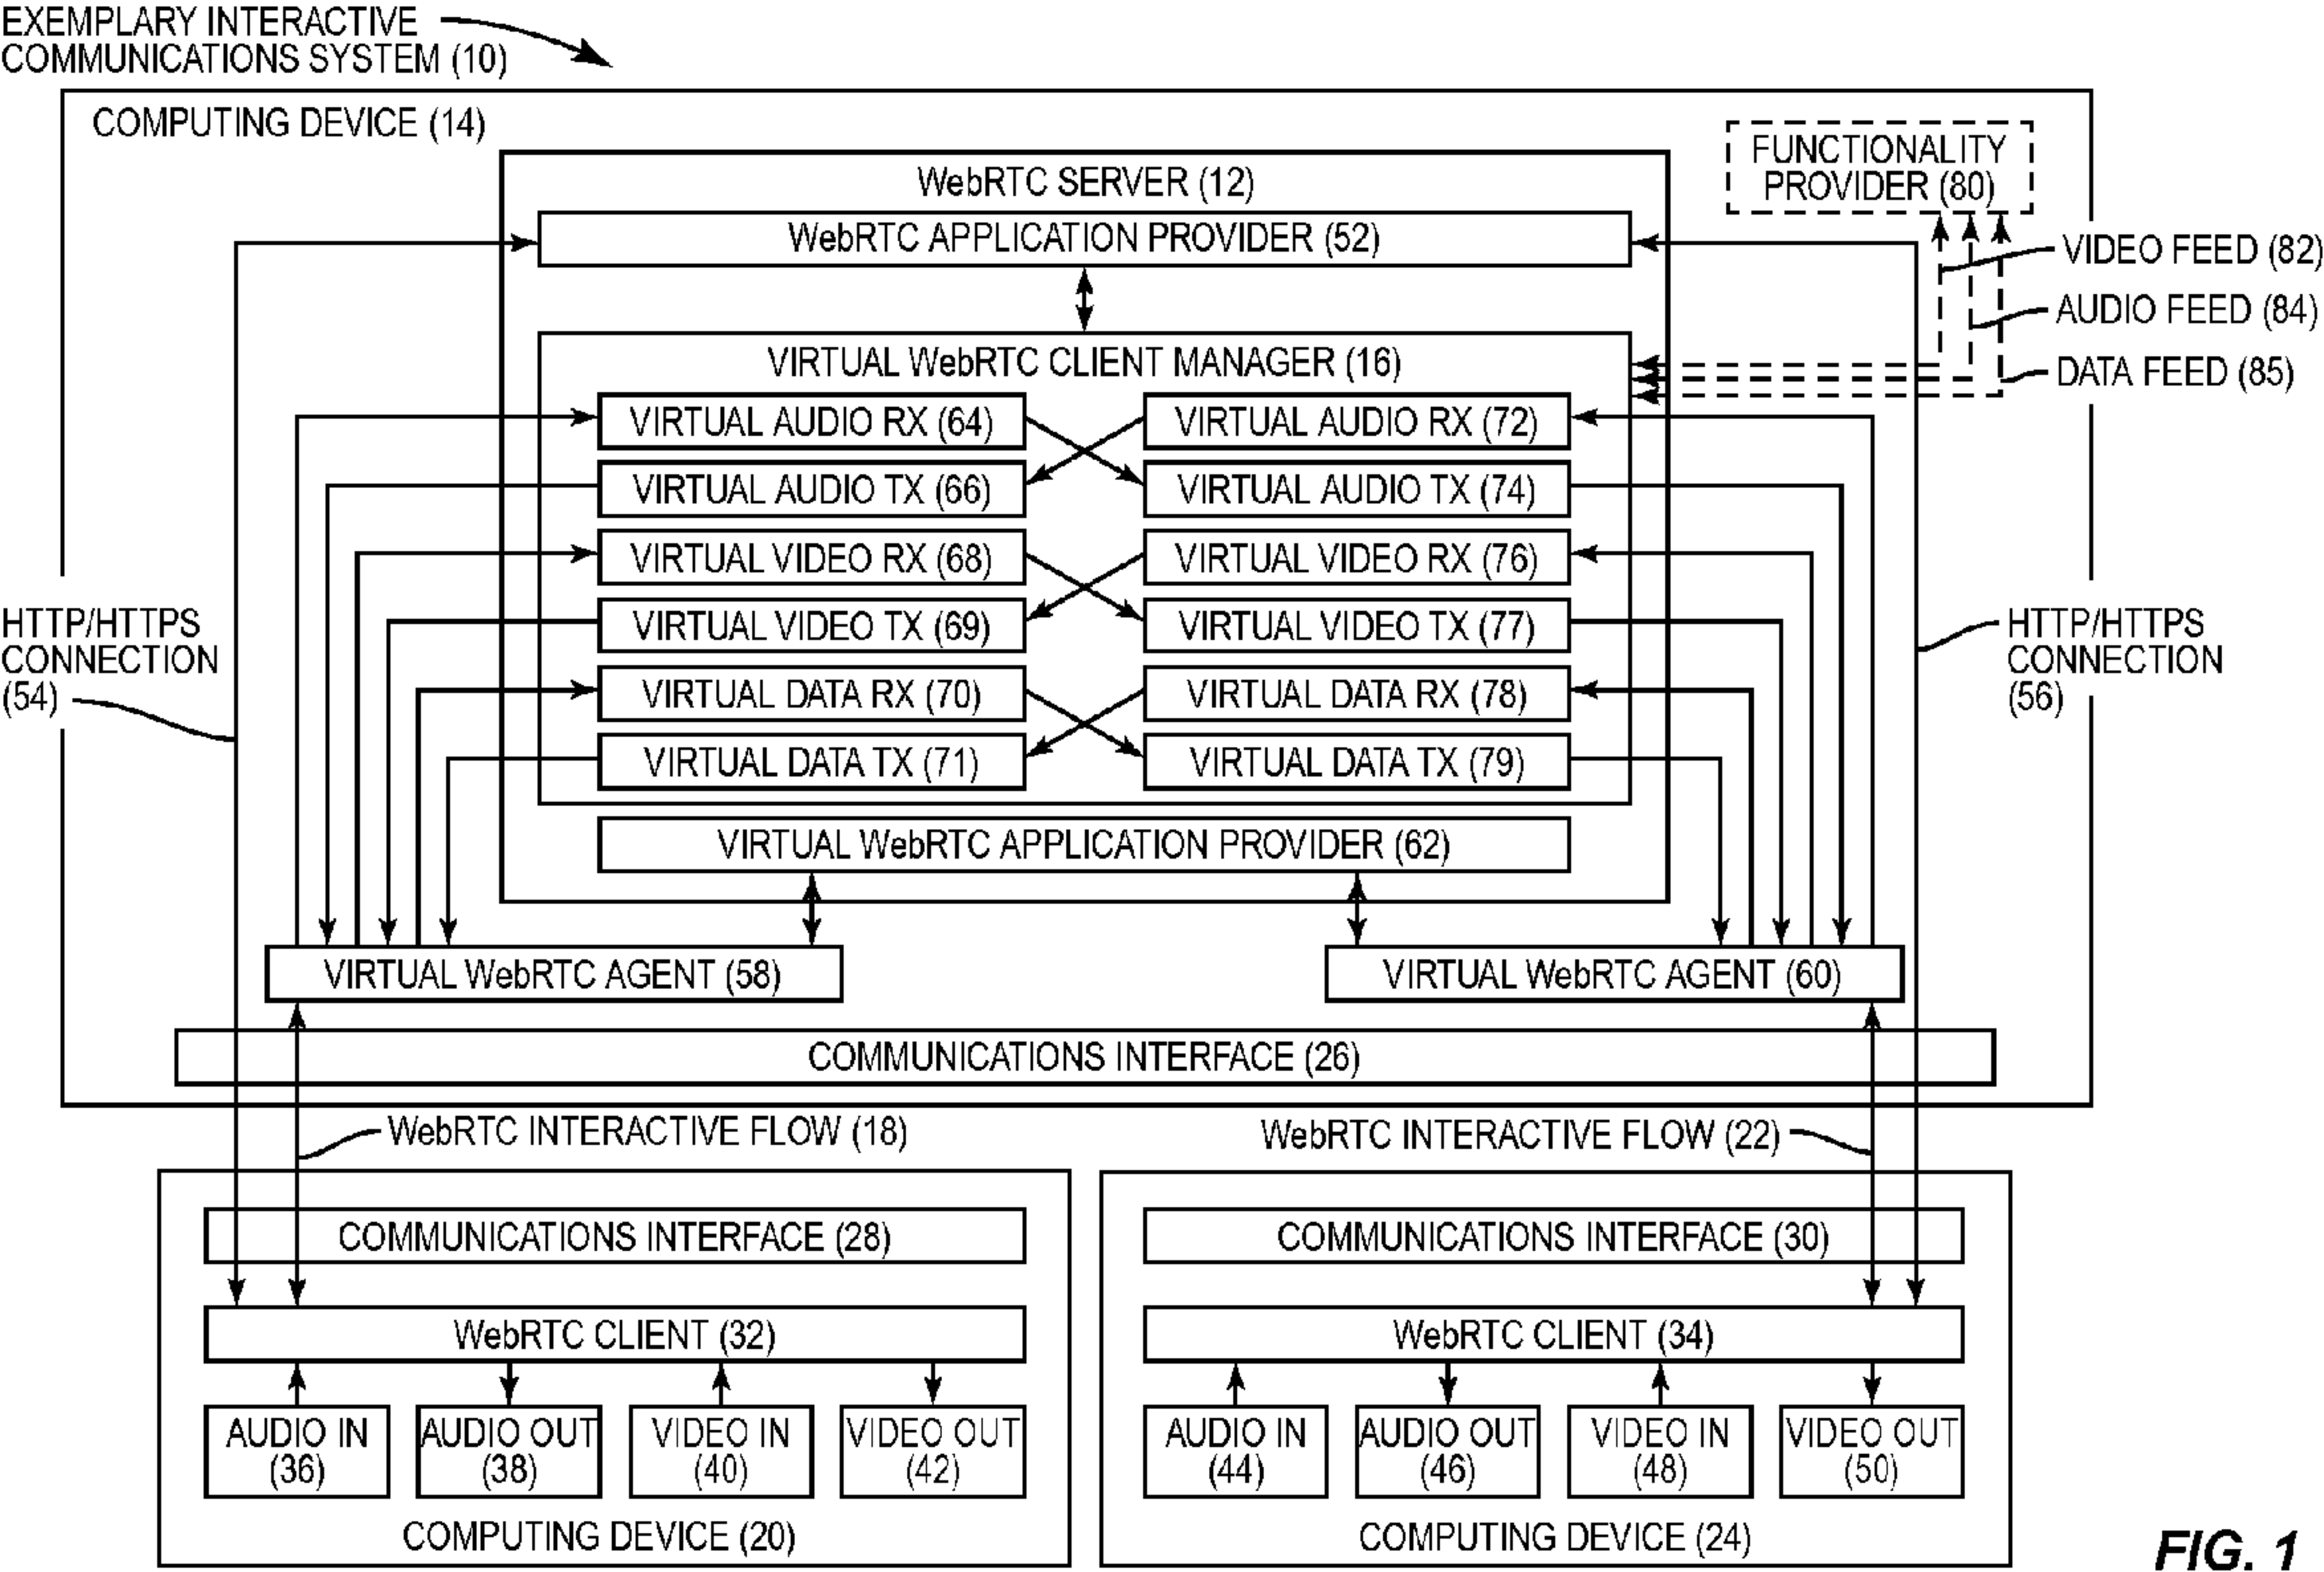 EXEMPLARY INTERACTIVE
COMMUNICATIONS SYSTEM (10)
COMPUTING DEVICE (14)
FUNCTIONALITY
PROVIDER (80)
WebRTC SERVER (12)
WebRTC APPLICATION PROVIDER (52)
VIDEO FEED (82)
AUDIO FEED (84)
DATA FEED (85)
VIRTUAL WebRTC CLIENT MANAGER (16)
VIRTUAL AUDIO RX (64)
VIRTUAL AUDIO RX (72)
VIRTUAL AUDIO TX (66)
VIRTUAL AUDIO TX (74)
VIRTUAL VIDEO RX (68)
VIRTUAL VIDEO RX (76)
VIRTUAL VIDEO TX (69)
VIRTUAL VIDEO TX (77)
VIRTUAL DATA RX (70)
VIRTUAL DATA RX (78)
VIRTUAL DATA TX (71)
VIRTUAL DATA TX (79)
HTTP/HTTPS
CONNECTION
(54)
HTTP/HTTPS
CONNECTION
(56)
VIRTUAL WebRTC APPLICATION PROVIDER (62)
VIRTUAL WebRTC AGENT (58)
VIRTUAL WebRTC AGENT (60)
COMMUNICATIONS INTERFACE (26)
WebRTC INTERACTIVE FLOW (18)
WebRTC INTERACTIVE FLOW (22)
COMMUNICATIONS INTERFACE (28)
COMMUNICATIONS INTERFACE (30)
WebRTC CLIENT (32)
WebRTC CLIENT (34)
AUDIO IN
(36)
AUDIO OUT
(38)
VIDEO IN
(40)
VIDEO OUT
(42)
AUDIO IN
(44)
AUDIO OUT
(46)
VIDEO IN
(48)
VIDEO OUT
(50)
COMPUTING DEVICE (20)
COMPUTING DEVICE (24)
FIG. 1